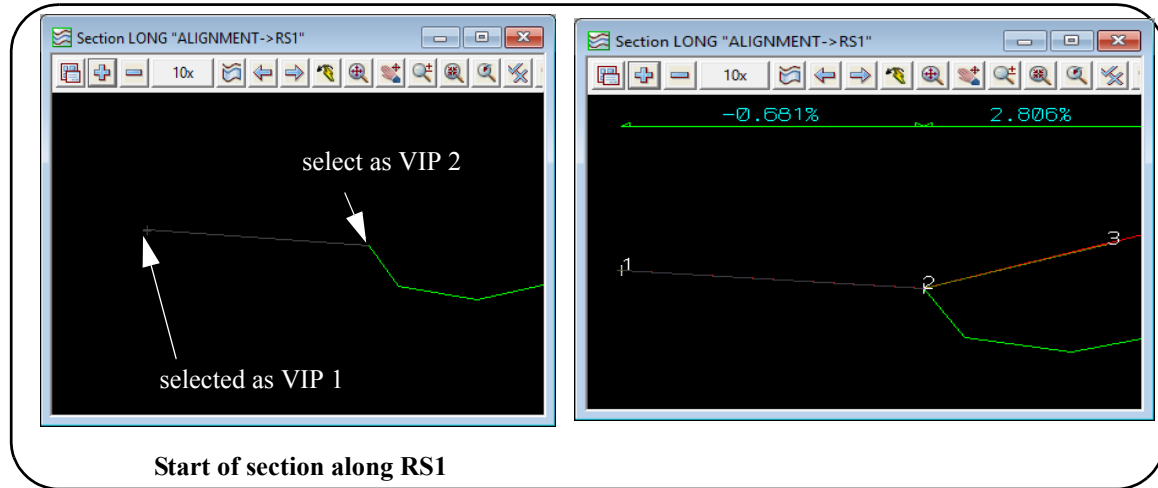 Section LONG "ALIGNMENT->RS1"
10x
select as VIP 2
selected as VIP 1
Section LONG "ALIGNMENT->RS1"
10x
-0.681% 2.806%
1
2
3
Start of section along RS1